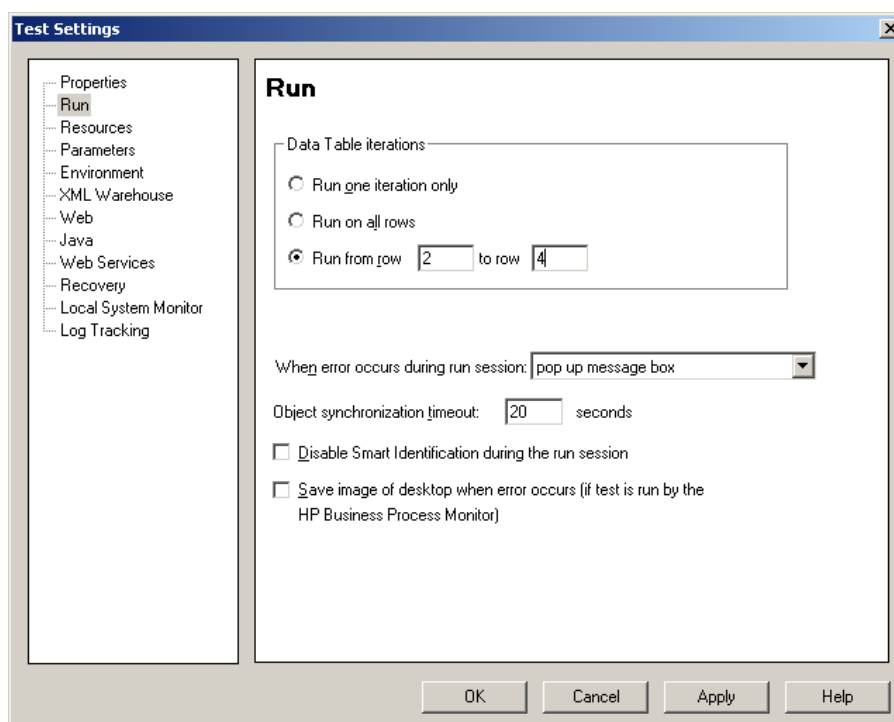 Test Settings
Properties
Run
Resources
Parameters
Environment
XML Warehouse
Web
Java
Web Services
Recovery
Local System Monitor
Log Tracking
Run
Data Table iterations
Run one iteration only
Run on all rows
Run from row 2 to row 4
When error occurs during run session: pop up message box
Object synchronization timeout: 20 seconds
Disable Smart Identification during the run session
Save image of desktop when error occurs (if test is run by the
HP Business Process Monitor)
OK Cancel Apply Help